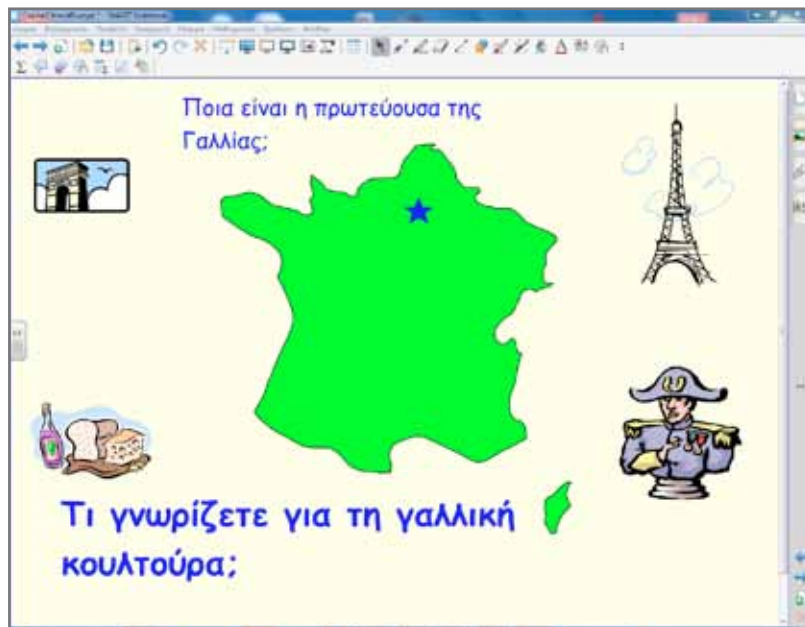 Ποια είναι η πρωτεύουσα της
Γαλλίας;
Τι γνωρίζετε για τη γαλλική
κουλτούρα;